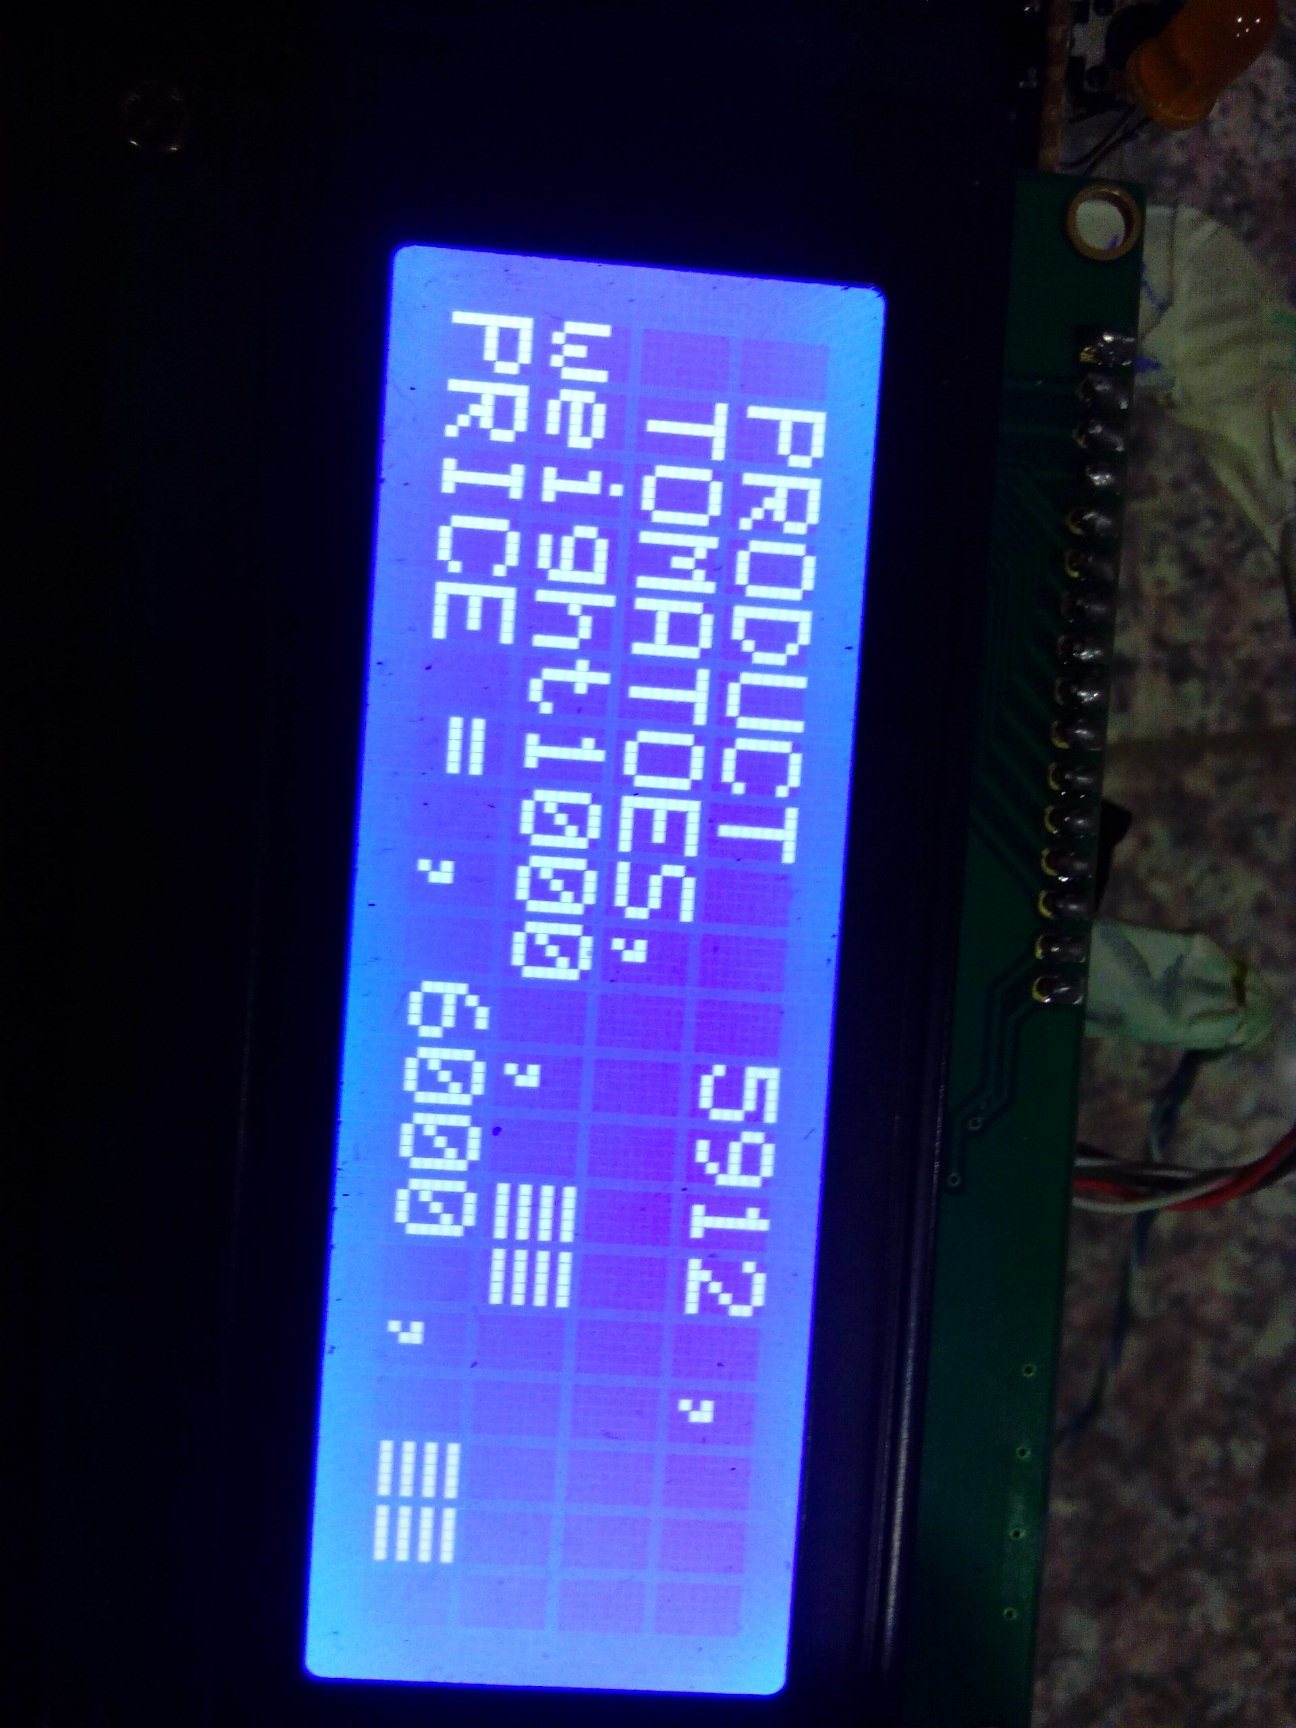 PRODUCT 5912 ,
TOMATOES,
weight1000 , ≣≣
PRICE = , 6000 , ≣≣